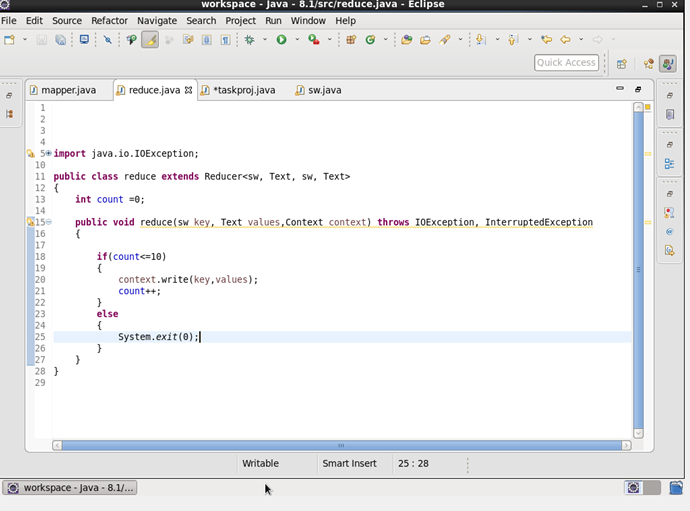 workspace - Java - 8.1/src/reduce.java - Eclipse
File Edit Source Refactor Navigate Search Project Run Window Help
Quick Access
mapper.java reduce.java *taskproj.java sw.java
1
2
3
4
5 import java.io.IOException;
10
11 public class reduce extends Reducer<sw, Text, sw, Text>
12 {
13 int count =0;
14
15 public void reduce(sw key, Text values,Context context) throws IOException, InterruptedException
16 {
17
18 if(count<=10)
19 {
20 context.write(key,values);
21 count++;
22 }
23 else
24 {
25 System.exit(0);
26 }
27 }
28 }
29
Writable Smart Insert 25 : 28
workspace - Java - 8.1/...